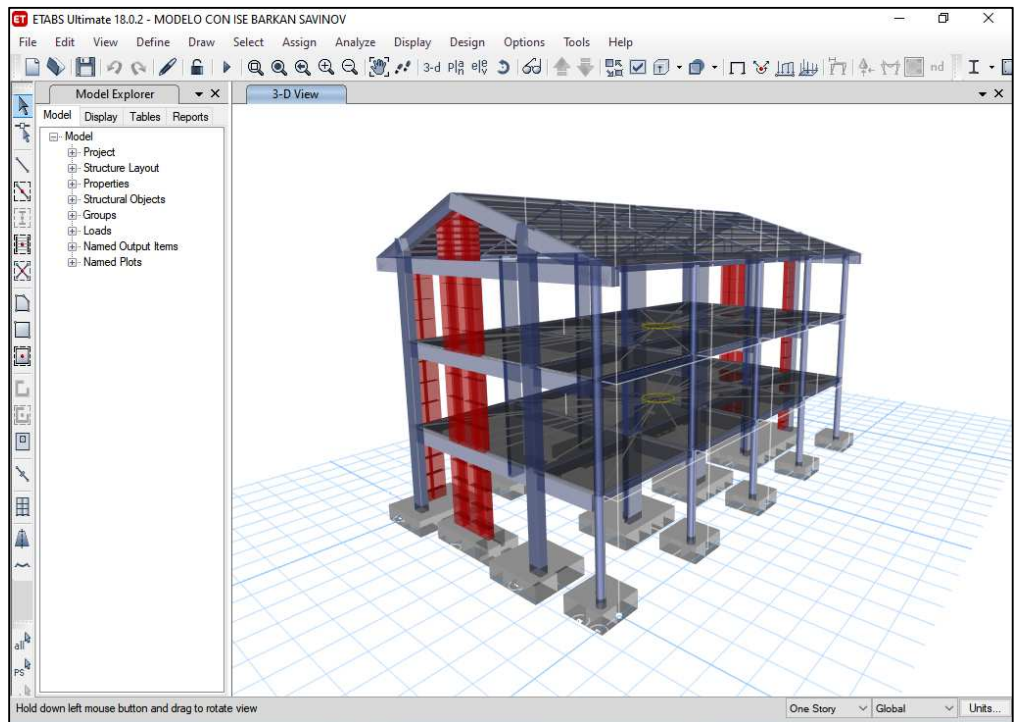 ET ETABS Ultimate 18.0.2 - MODELO CON ISE BARKAN SAVINOV
File Edit View Define Draw Select Assign Analyze Display Design Options Tools Help
3-d nd
Model Explorer
3-D View
Model Display Tables Reports
Model
Project
Structure Layout
Properties
Structural Objects
Groups
Loads
Named Output Items
Named Plots
all
PS
Hold down left mouse button and drag to rotate view
One Story Global Units...